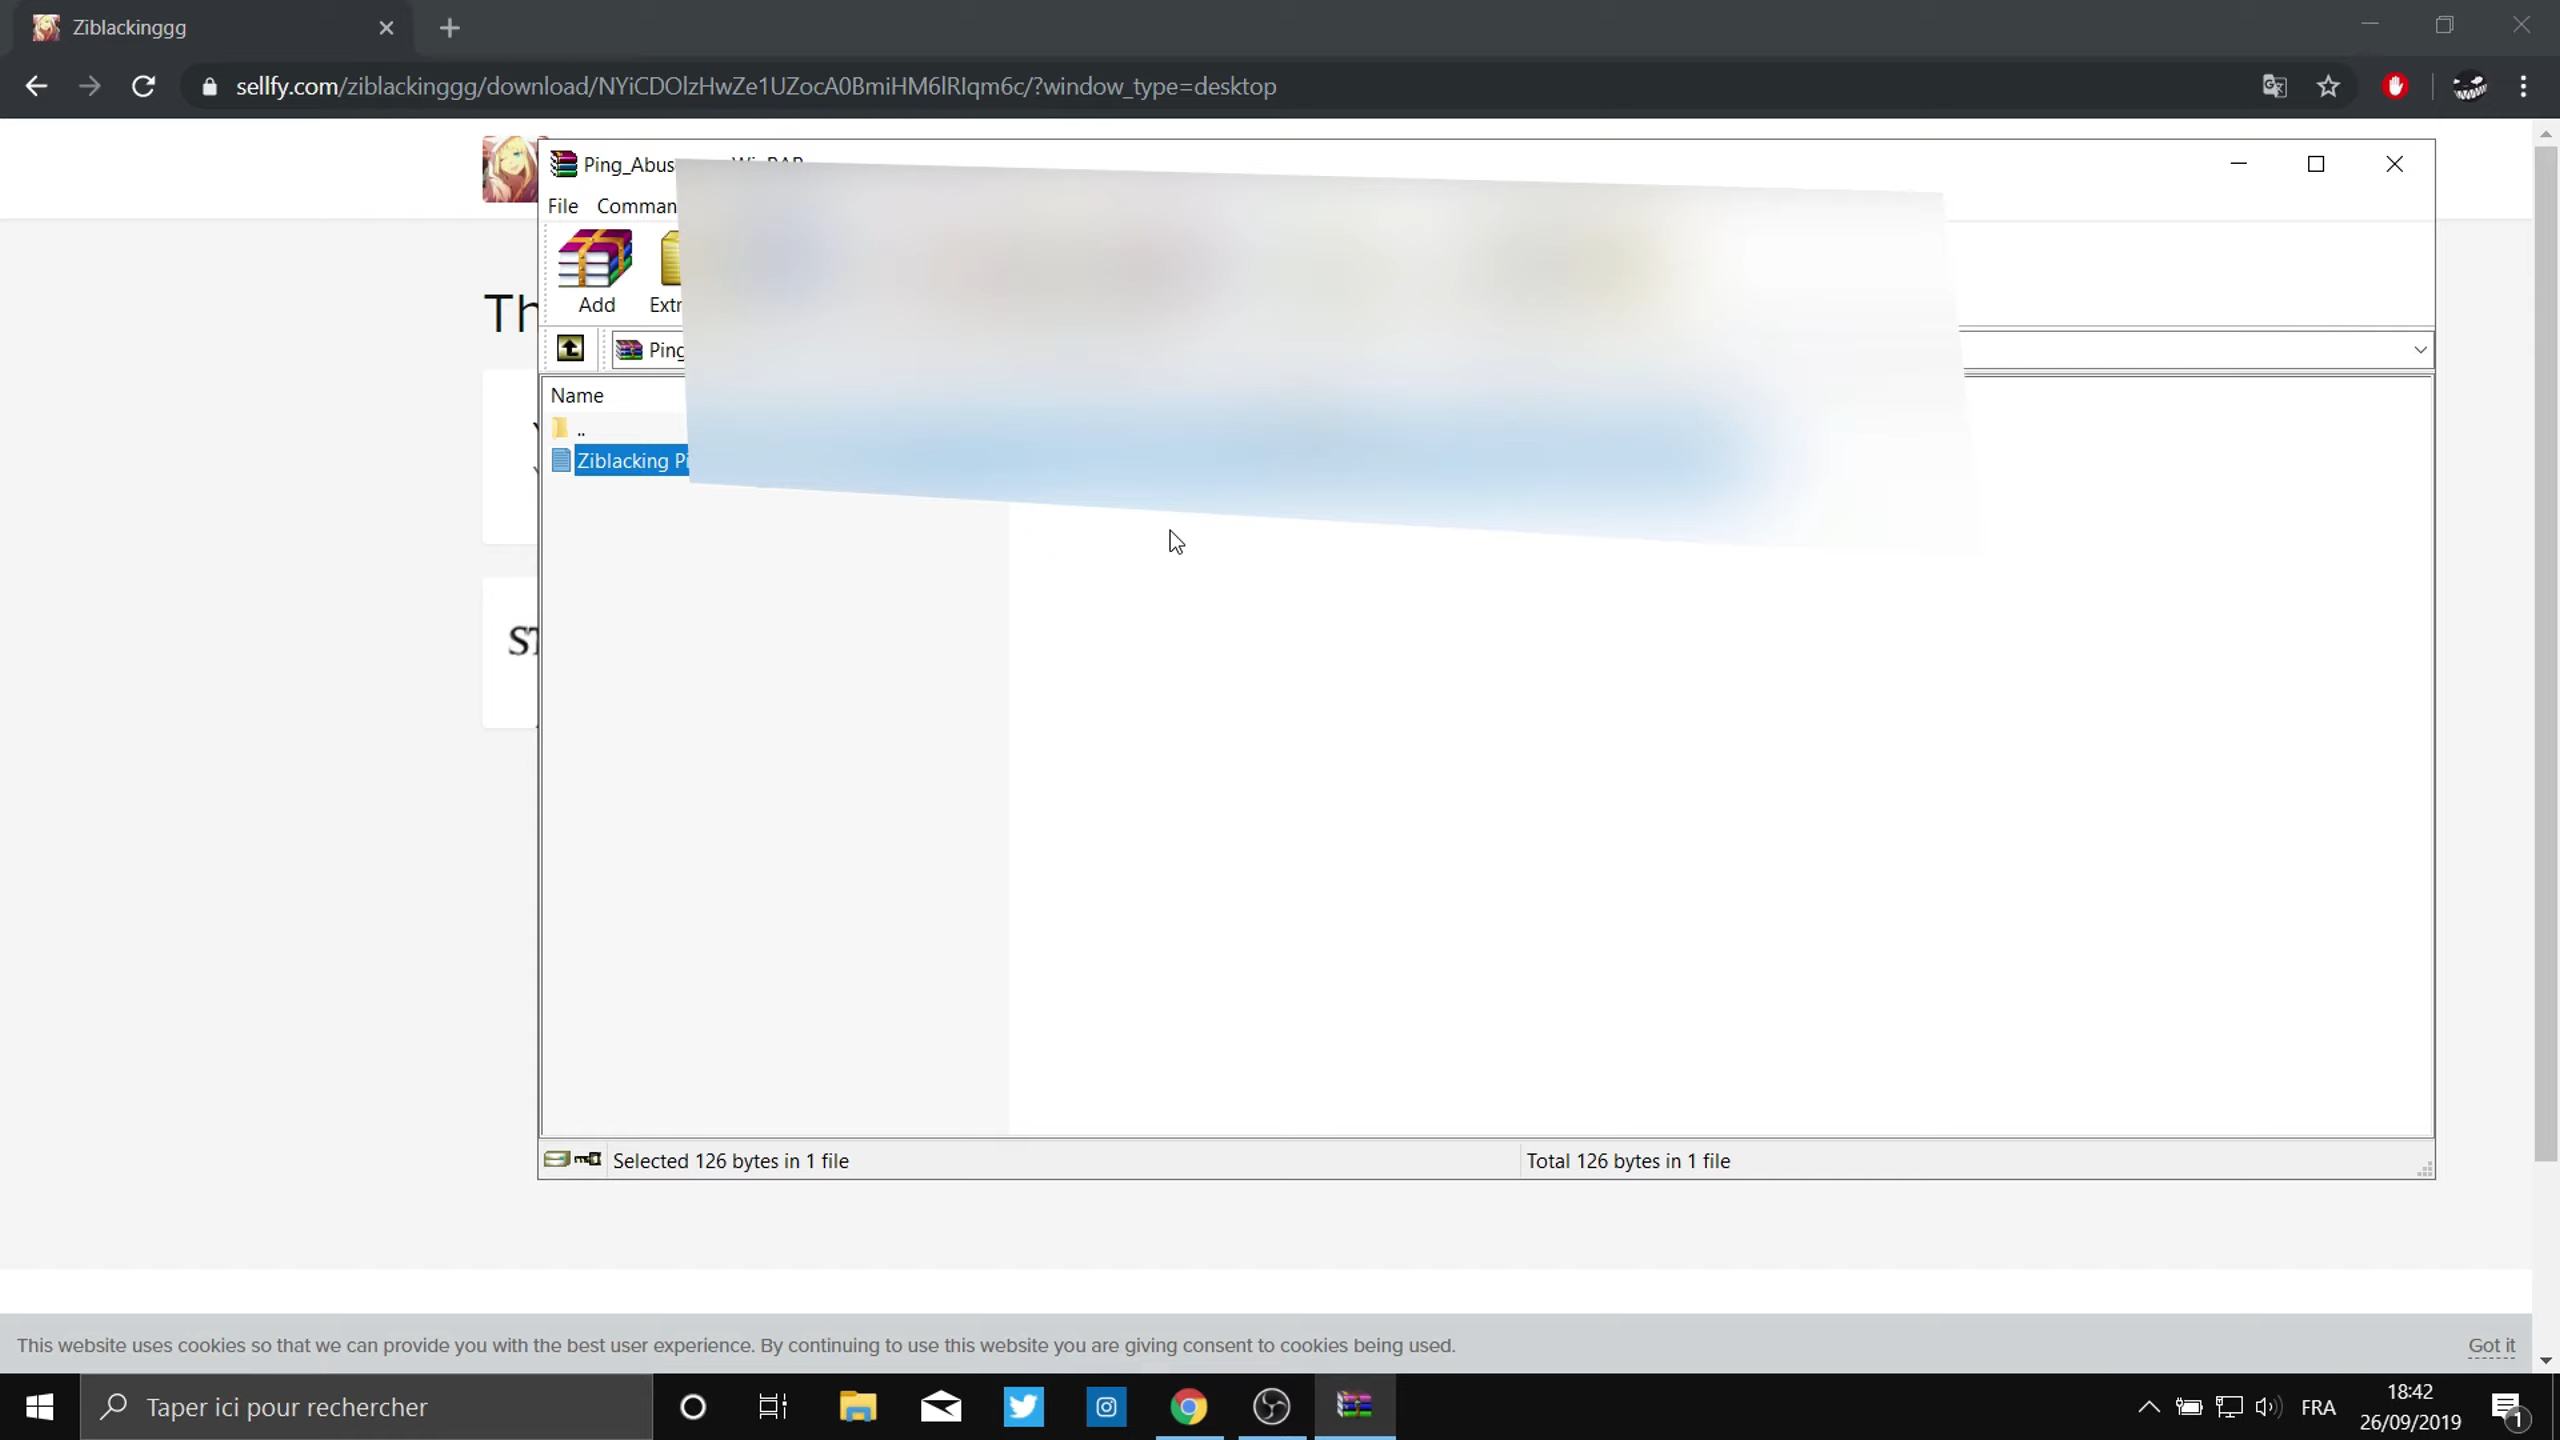 Ziblackinggg
sellfy.com/ziblackinggg/download/NYiCDOlzHwZe1UZocA0BmiHM6lRIqm6c/?window_type=desktop
Ping_Abus
File Comman
Add Extr
Th
Ping
Name
..
Ziblacking Pi
ST
Selected 126 bytes in 1 file Total 126 bytes in 1 file
This website uses cookies so that we can provide you with the best user experience. By continuing to use this website you are giving consent to cookies being used. Got it
Taper ici pour rechercher
FRA
18:42
26/09/2019
1